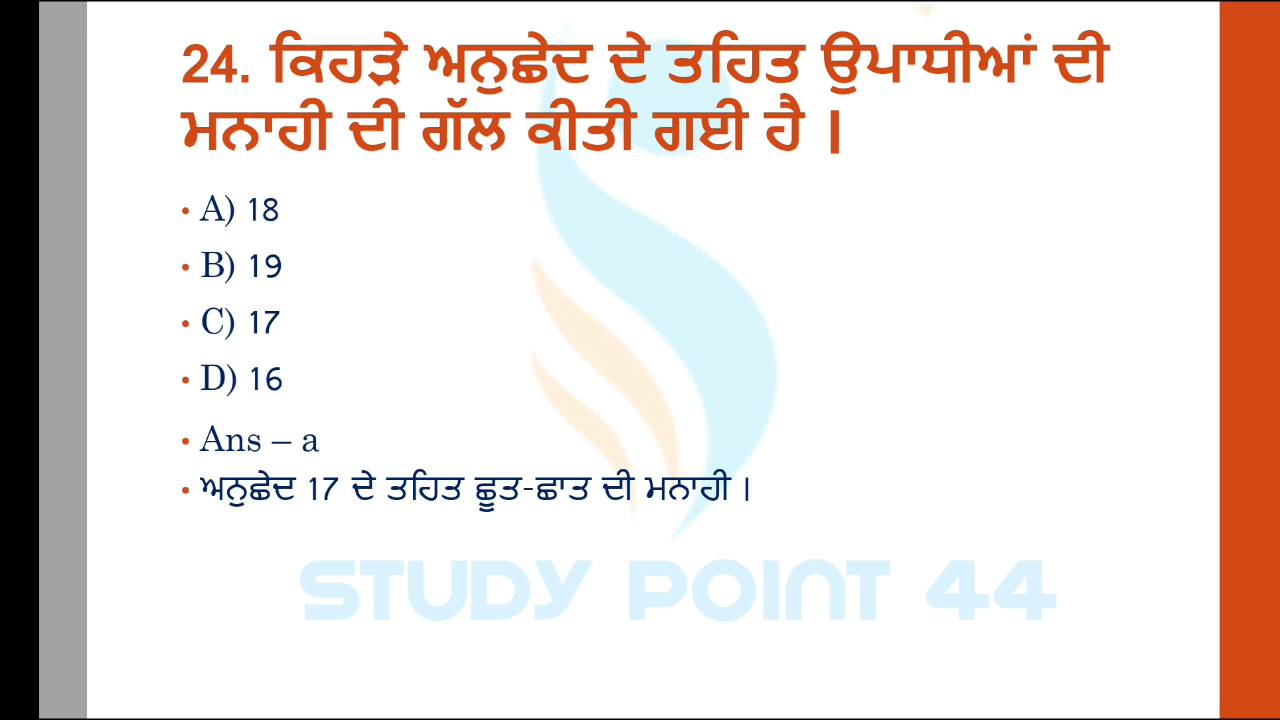 24. ਕਿਹੜੇ ਅਨੁਛੇਦ ਦੇ ਤਹਿਤ ਉਪਾਧੀਆਂ ਦੀ
ਮਨਾਹੀ ਦੀ ਗੱਲ ਕੀਤੀ ਗਈ ਹੈ ।
• A) 18
• B) 19
• C) 17
• D) 16
• Ans – a
• ਅਨੁਛੇਦ 17 ਦੇ ਤਹਿਤ ਛੂਤ-ਛਾਤ ਦੀ ਮਨਾਹੀ ।
STUDY POINT 44